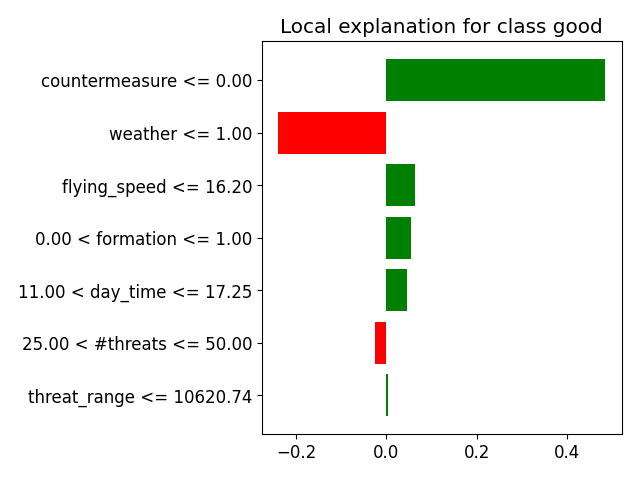 Local explanation for class good
countermeasure <= 0.00
weather <= 1.00
flying_speed <= 16.20
0.00 < formation <= 1.00
11.00 < day_time <= 17.25
25.00 < #threats <= 50.00
threat_range <= 10620.74
−0.2 0.0 0.2 0.4